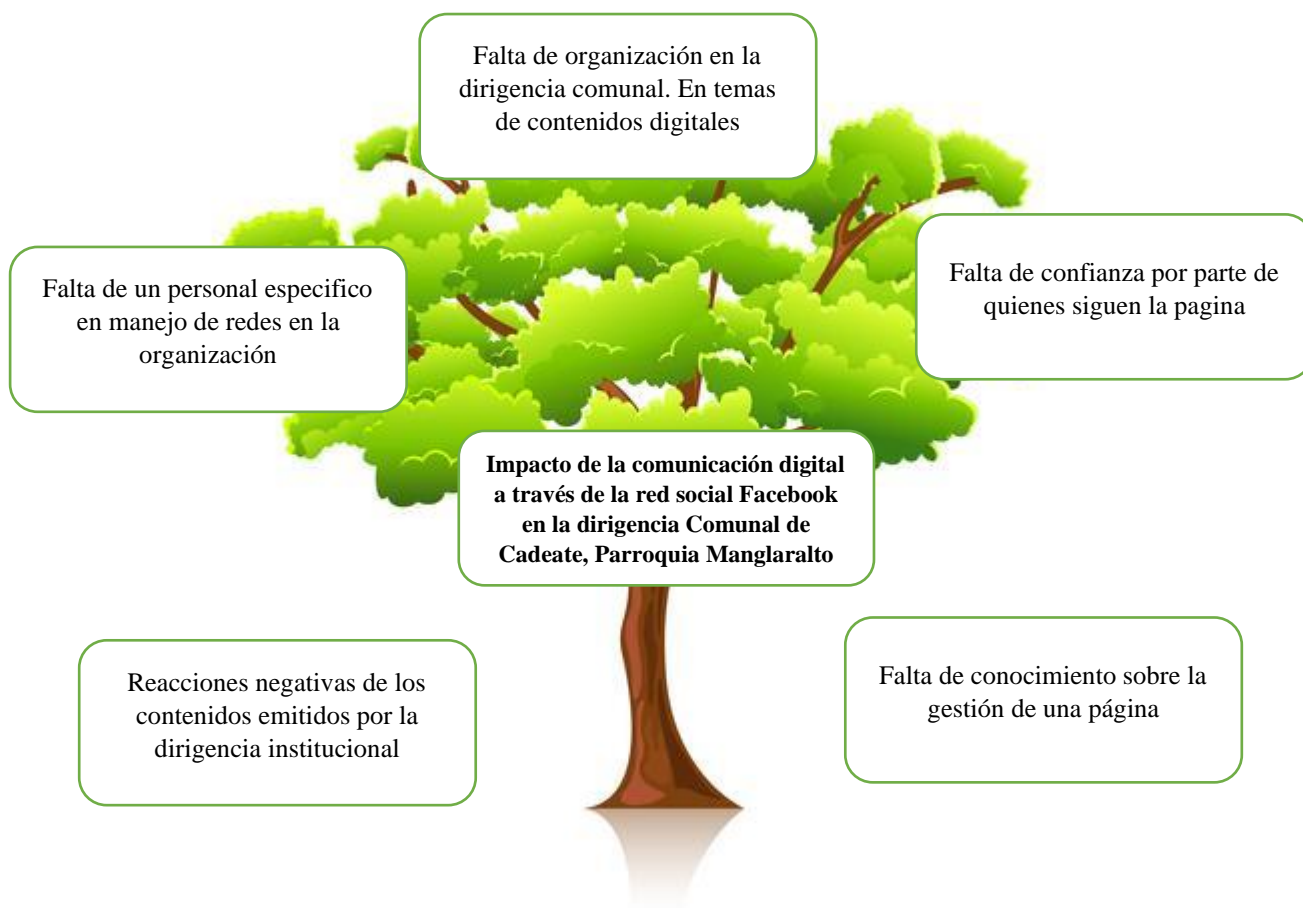 Falta de organización en la
dirigencia comunal. En temas
de contenidos digitales
Falta de un personal especifico
en manejo de redes en la
organización
Falta de confianza por parte de
quienes siguen la pagina
Impacto de la comunicación digital
a través de la red social Facebook
en la dirigencia Comunal de
Cadeate, Parroquia Manglaralto
Reacciones negativas de los
contenidos emitidos por la
dirigencia institucional
Falta de conocimiento sobre la
gestión de una página